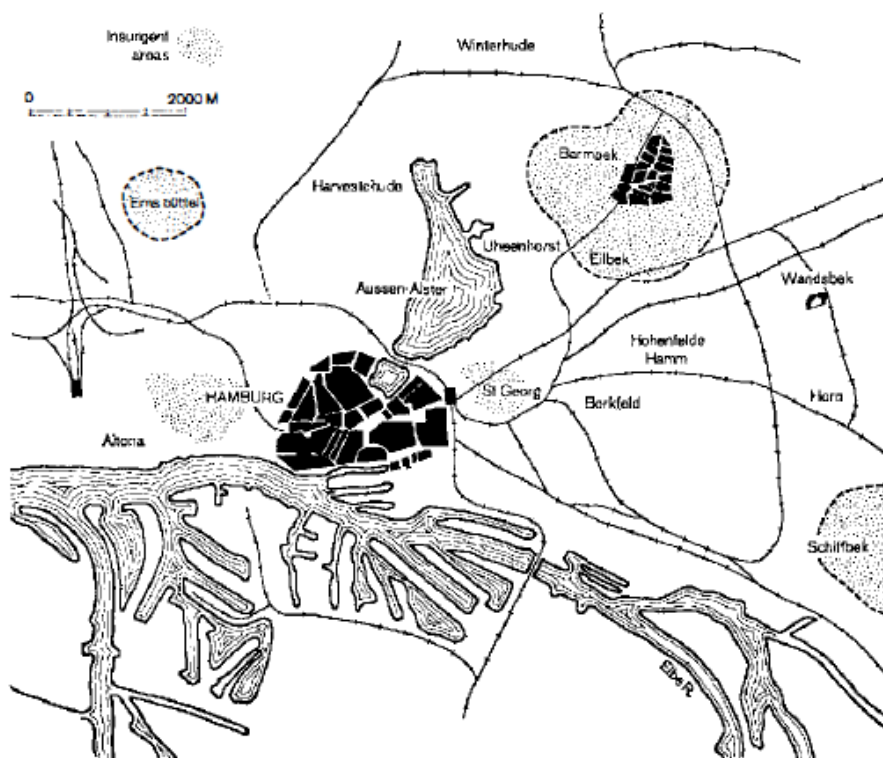 Insurgent
areas
0 2000 M
Winterhude
Barmbek
Eimsbüttel
Harvestehude
Uhlenhorst
Eilbek
Aussen-Alster
Wandsbek
Hohenfelde
Hamm
HAMBURG
St Georg
Borkfeld
Horn
Altona
Schiffbek
Elbe R.